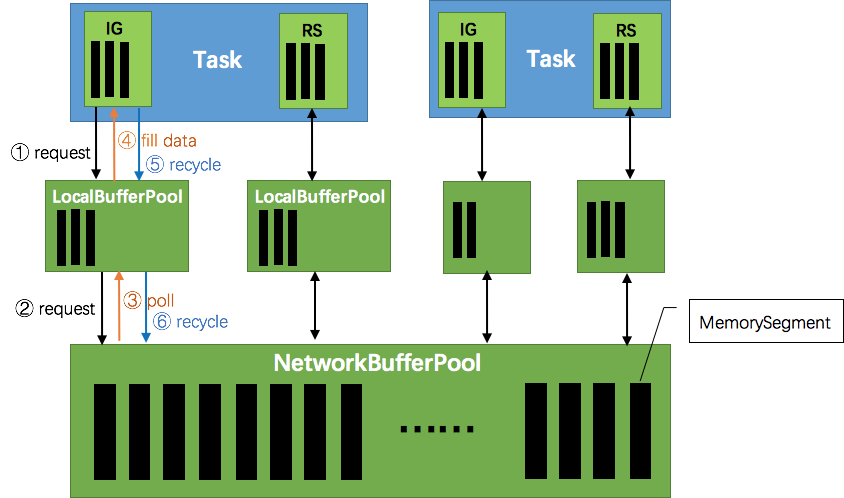 IG
Task
RS
IG
Task
RS
① request
④ fill data
⑤ recycle
LocalBufferPool
LocalBufferPool
② request
③ poll
⑥ recycle
MemorySegment
NetworkBufferPool
……